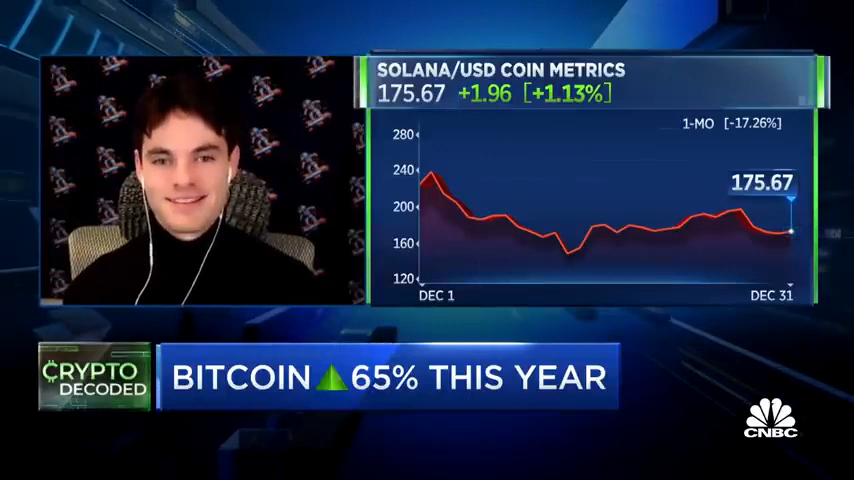 SOLANA/USD COIN METRICS
175.67 +1.96 [+1.13%]
1-MO [-17.26%]
280
240
200
160
120
175.67
DEC 1
DEC 31
CRYPTO
DECODED
BITCOIN 65% THIS YEAR
CNBC